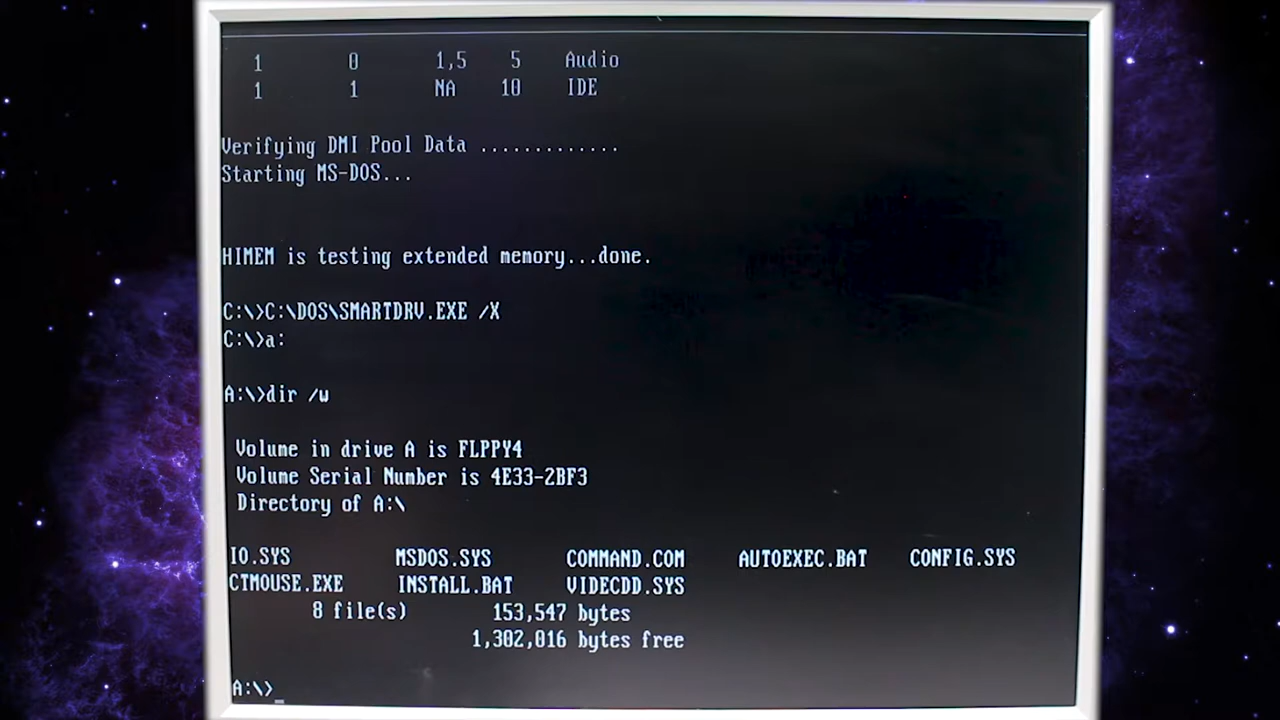 1 0 1,5 5 Audio
1 1 NA 10 IDE
Verifying DMI Pool Data .............
Starting MS-DOS...
HIMEM is testing extended memory...done.
C:\>C:\DOS\SMARTDRV.EXE /X
C:\>a:
A:\>dir /w
Volume in drive A is FLPPY4
Volume Serial Number is 4E33-2BF3
Directory of A:\
IO.SYS MSDOS.SYS COMMAND.COM AUTOEXEC.BAT CONFIG.SYS
CTMOUSE.EXE INSTALL.BAT VIDECDD.SYS
8 file(s) 153,547 bytes
1,302,016 bytes free
A:\>_